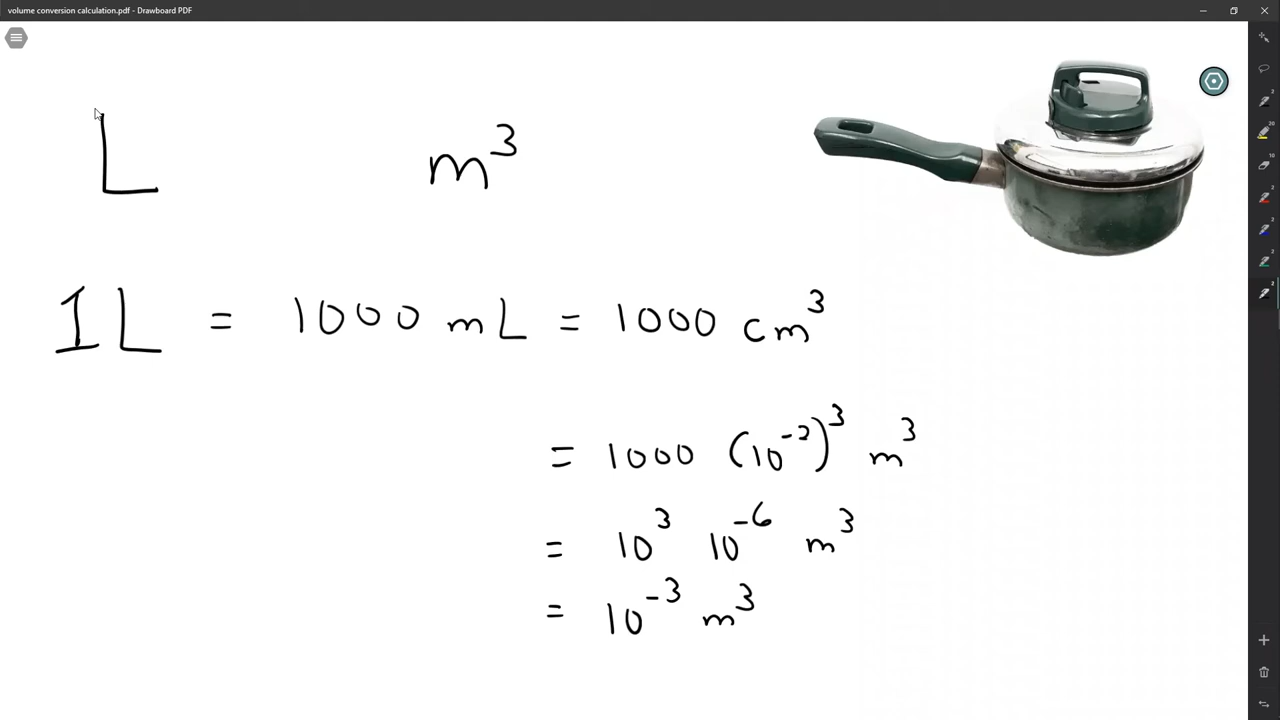 volume conversion calculation.pdf - Drawboard PDF
L m³
1L = 1000 mL = 1000 cm³
= 1000 (10⁻²)³ m³
= 10³ 10⁻⁶ m³
= 10⁻³ m³